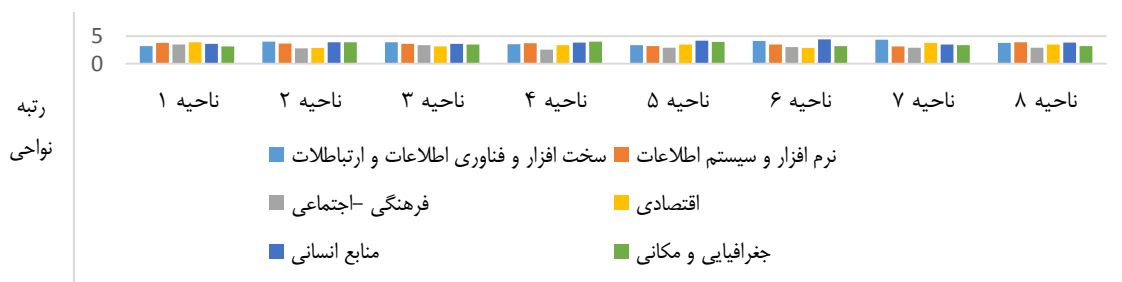 5
0
رتبه
نواحی
ناحیه ۱ ناحیه ۲ ناحیه ۳ ناحیه ۴ ناحیه ۵ ناحیه ۶ ناحیه ۷ ناحیه ۸
سخت افزار و فناوری اطلاعات و ارتباطلات نرم افزار و سیستم اطلاعات
فرهنگی -اجتماعی اقتصادی
منابع انسانی جغرافیایی و مکانی